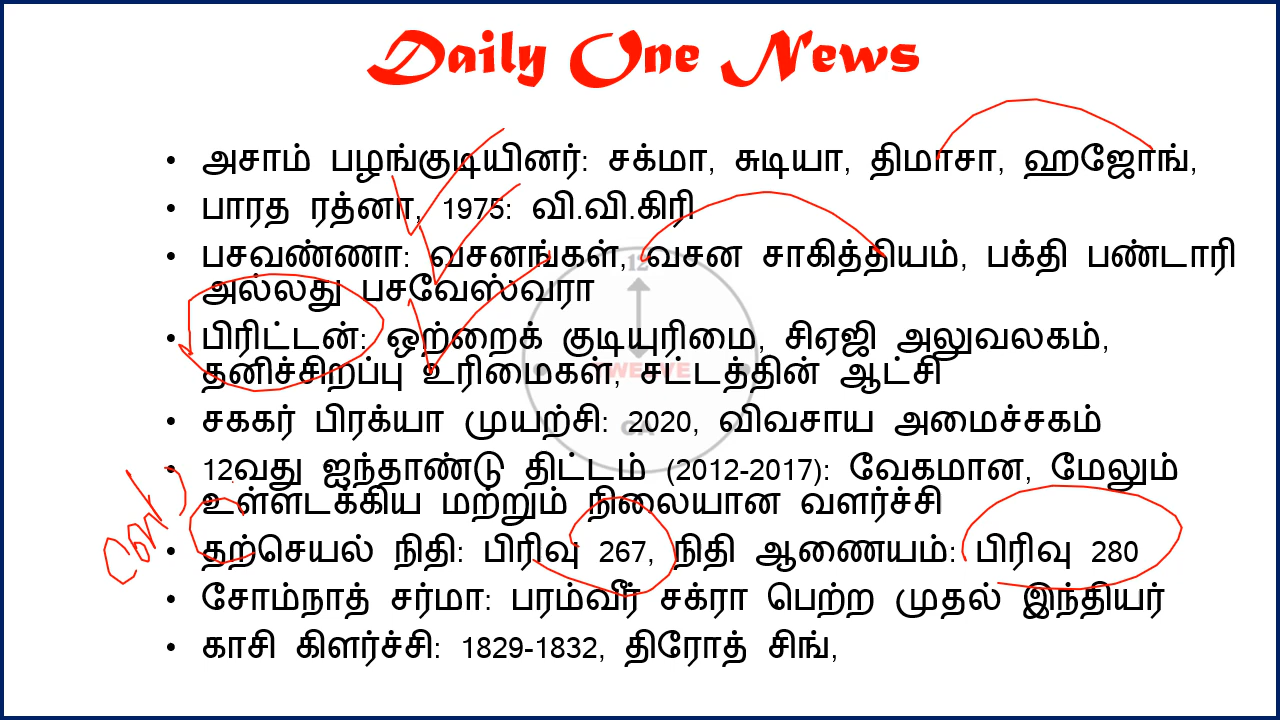 Daily One News
• அசாம் பழங்குடியினர்: சக்மா, சுடியா, திமாசா, ஹஜோங்,
• பாரத ரத்னா, 1975: வி.வி.கிரி
• பசவண்ணா: வசனங்கள், வசன சாகித்தியம், பக்தி பண்டாரி
அல்லது பசவேஸ்வரா
• பிரிட்டன்: ஒற்றைக் குடியுரிமை, சிஏஜி அலுவலகம்,
தனிச்சிறப்பு உரிமைகள், சட்டத்தின் ஆட்சி
• சககர் பிரக்யா முயற்சி: 2020, விவசாய அமைச்சகம்
• 12வது ஐந்தாண்டு திட்டம் (2012-2017): வேகமான, மேலும்
உள்ளடக்கிய மற்றும் நிலையான வளர்ச்சி
• தற்செயல் நிதி: பிரிவு 267, நிதி ஆணையம்: பிரிவு 280
• சோம்நாத் சர்மா: பரம்வீர் சக்ரா பெற்ற முதல் இந்தியர்
• காசி கிளர்ச்சி: 1829-1832, திரோத் சிங்,
12
TWELVE